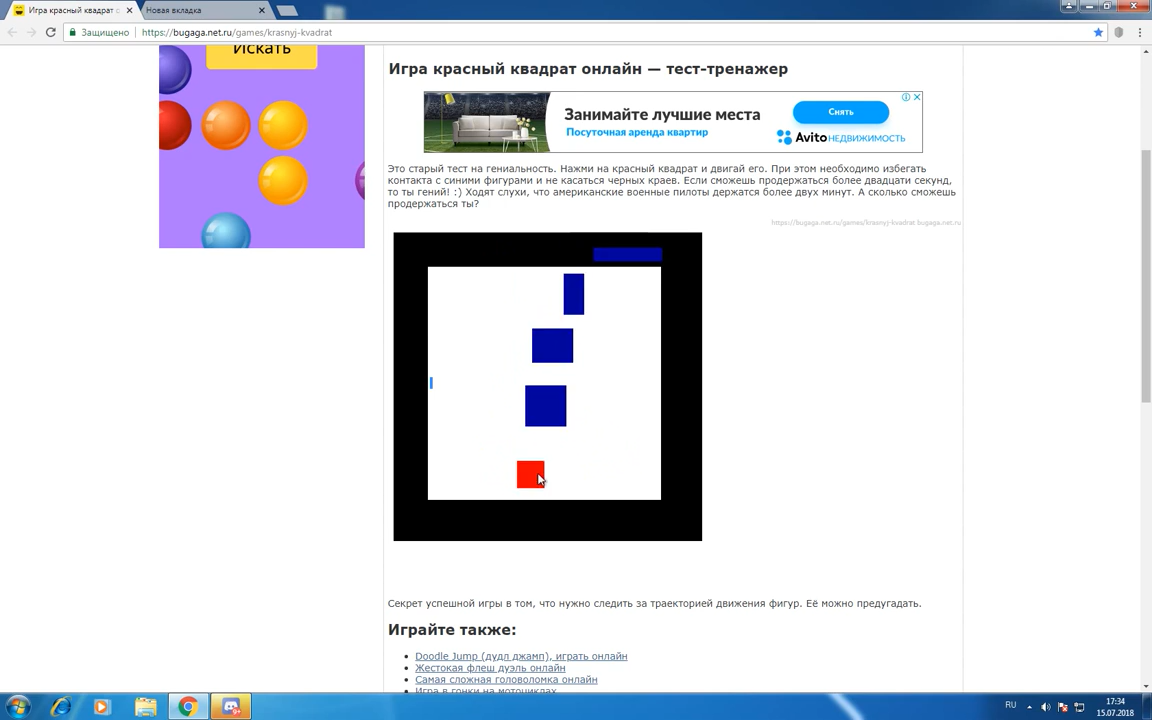 Игра красный квадрат о
Новая вкладка
Защищено
https://bugaga.net.ru/games/krasnyj-kvadrat
Искать
Игра красный квадрат онлайн — тест-тренажер
Занимайте лучшие места
Посуточная аренда квартир
Снять
Avito НЕДВИЖИМОСТЬ
Это старый тест на гениальность. Нажми на красный квадрат и двигай его. При этом необходимо избегать
контакта с синими фигурами и не касаться черных краев. Если сможешь продержаться более двадцати секунд,
то ты гений! :) Ходят слухи, что американские военные пилоты держатся более двух минут. А сколько сможешь
продержаться ты?
https://bugaga.net.ru/games/krasnyj-kvadrat bugaga.net.ru
Секрет успешной игры в том, что нужно следить за траекторией движения фигур. Её можно предугадать.
Играйте также:
Doodle Jump (дудл джамп), играть онлайн
Жестокая флеш дуэль онлайн
Самая сложная головоломка онлайн
Игра в гонки на мотоциклах
RU
17:34
15.07.2018